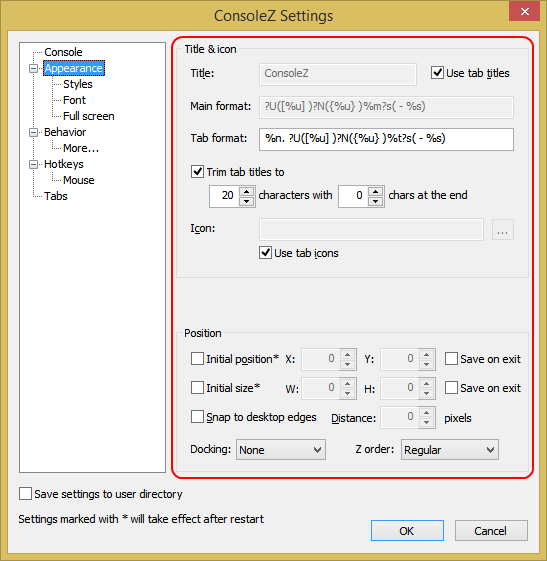 ConsoleZ Settings
Console
Appearance
Styles
Font
Full screen
Behavior
More...
Hotkeys
Mouse
Tabs
Title & icon
Title: ConsoleZ Use tab titles
Main format: ?U([%u] )?N({%u} )%m?s( - %s)
Tab format: %n. ?U([%u] )?N({%u} )%t?s( - %s)
Trim tab titles to
20 characters with 0 chars at the end
Icon: ...
Use tab icons
Position
Initial position* X: 0 Y: 0 Save on exit
Initial size* W: 0 H: 0 Save on exit
Snap to desktop edges Distance: 0 pixels
Docking: None Z order: Regular
Save settings to user directory
Settings marked with * will take effect after restart
OK Cancel